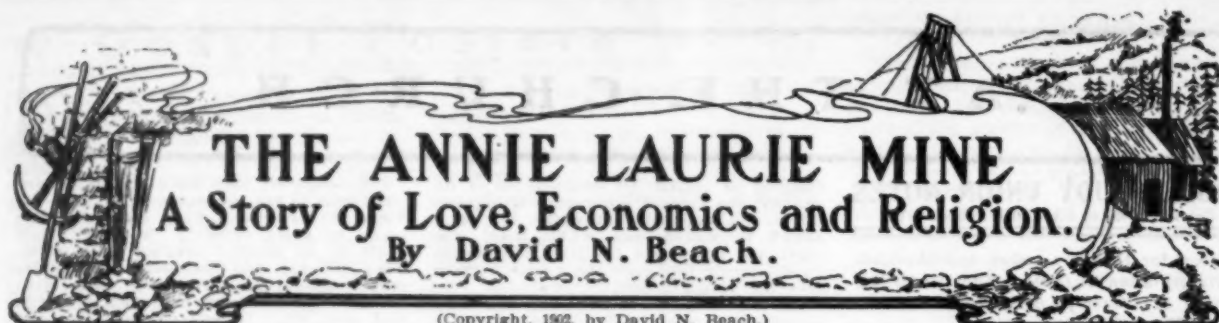 THE ANNIE LAURIE MINE
A Story of Love, Economics and Religion.
By David N. Beach.
(Copyright, 1902, by David N. Beach.)